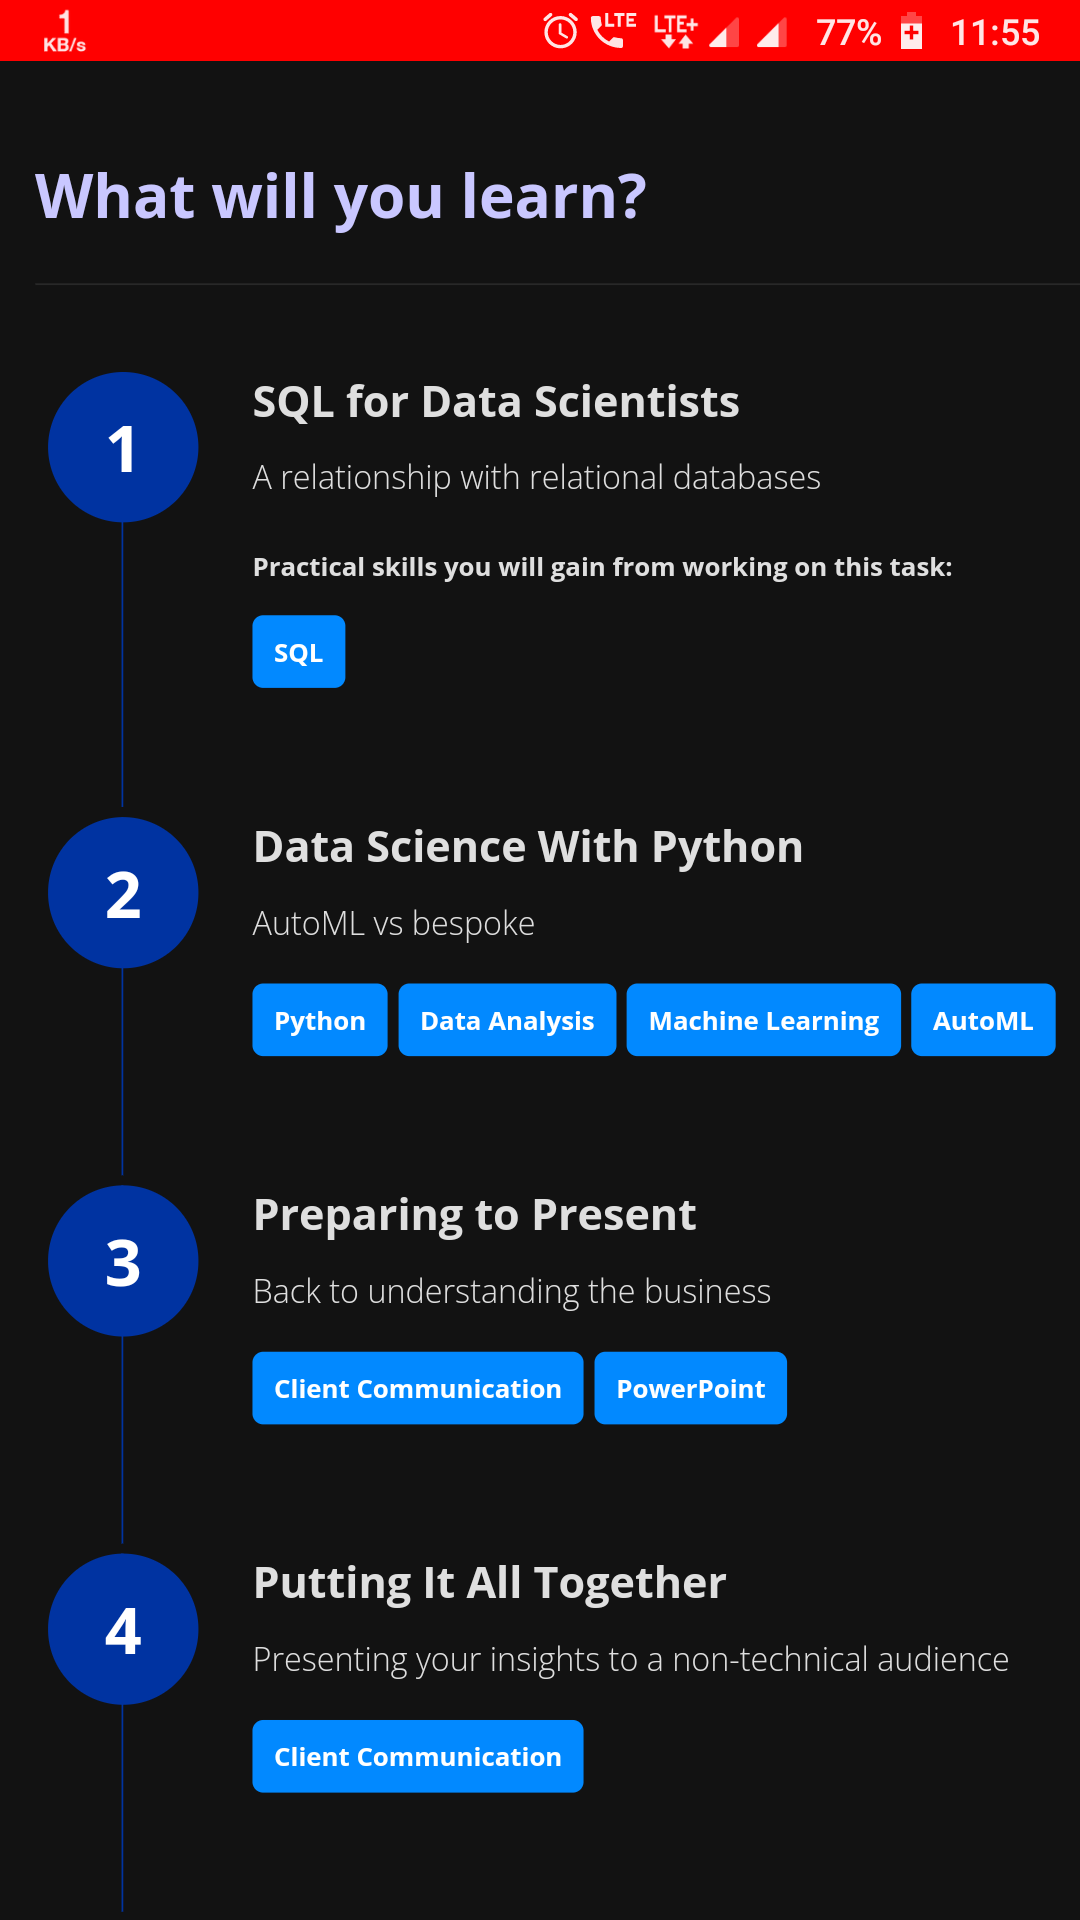 1
KB/s
LTE LTE+ 77% 11:55
What will you learn?
1
SQL for Data Scientists
A relationship with relational databases
Practical skills you will gain from working on this task:
SQL
2
Data Science With Python
AutoML vs bespoke
Python Data Analysis Machine Learning AutoML
3
Preparing to Present
Back to understanding the business
Client Communication PowerPoint
4
Putting It All Together
Presenting your insights to a non-technical audience
Client Communication